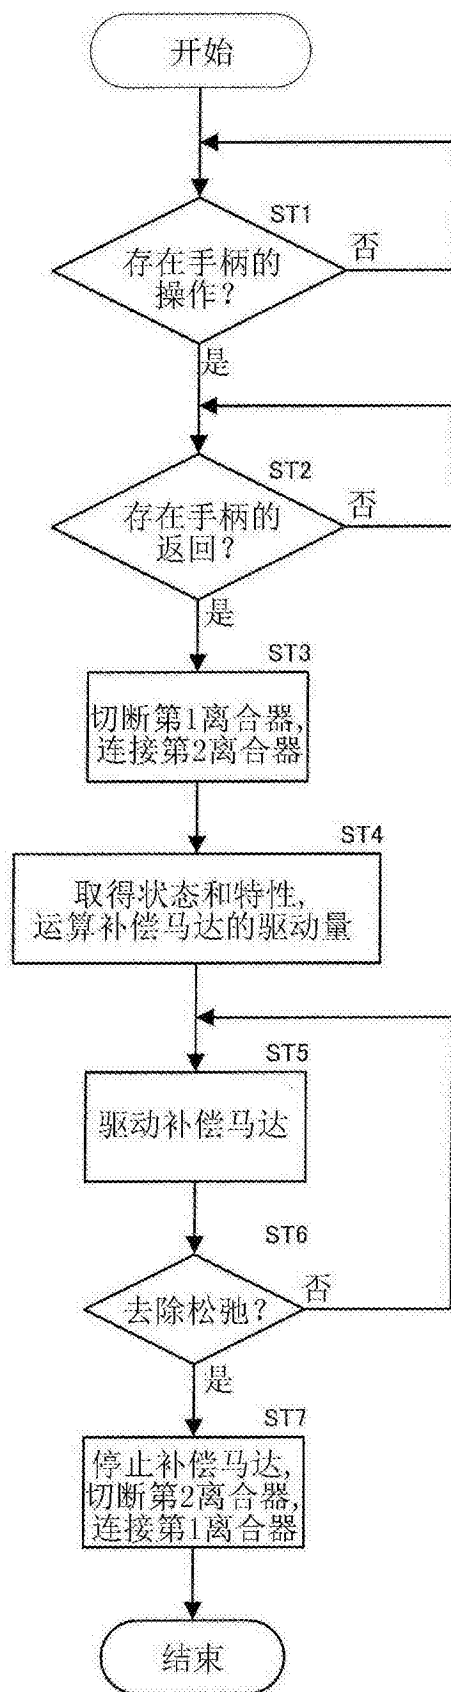 开始
ST1
存在手柄的
操作？
否
是
ST2
存在手柄的
返回？
否
是
ST3
切断第1离合器,
连接第2离合器
ST4
取得状态和特性,
运算补偿马达的驱动量
ST5
驱动补偿马达
ST6
去除松弛？
否
是
ST7
停止补偿马达,
切断第2离合器,
连接第1离合器
结束